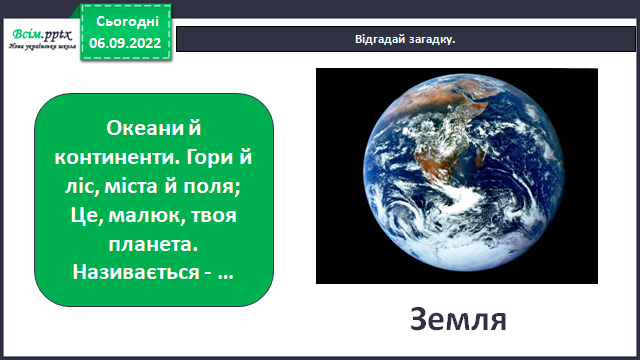 Всім.pptx
Нова українська школа
Сьогодні
06.09.2022
Відгадай загадку.
Океани й
континенти. Гори й
ліс, міста й поля;
Це, малюк, твоя
планета.
Називається - ...
Земля